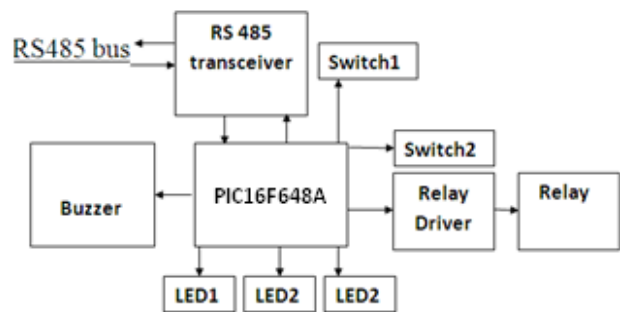 RS 485
transceiver
RS485 bus
Switch1
Switch2
PIC16F648A
Buzzer
Relay
Driver
Relay
LED1
LED2
LED2